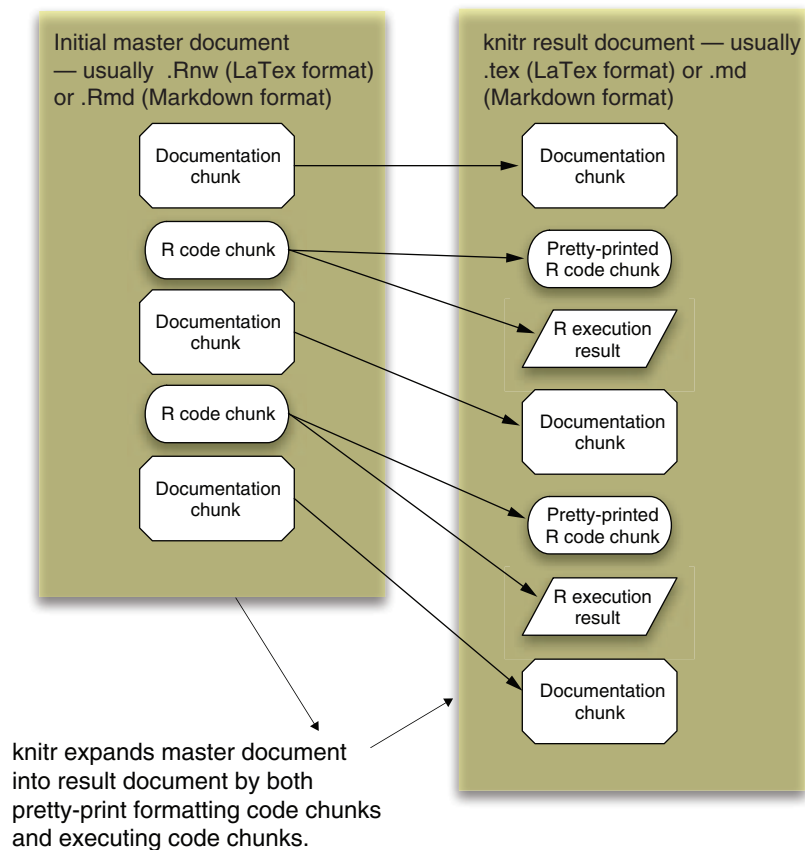 Initial master document
— usually .Rnw (LaTex format)
or .Rmd (Markdown format)
Documentation
chunk
R code chunk
Documentation
chunk
R code chunk
Documentation
chunk
knitr result document — usually
.tex (LaTex format) or .md
(Markdown format)
Documentation
chunk
Pretty-printed
R code chunk
R execution
result
Documentation
chunk
Pretty-printed
R code chunk
R execution
result
Documentation
chunk
knitr expands master document
into result document by both
pretty-print formatting code chunks
and executing code chunks.